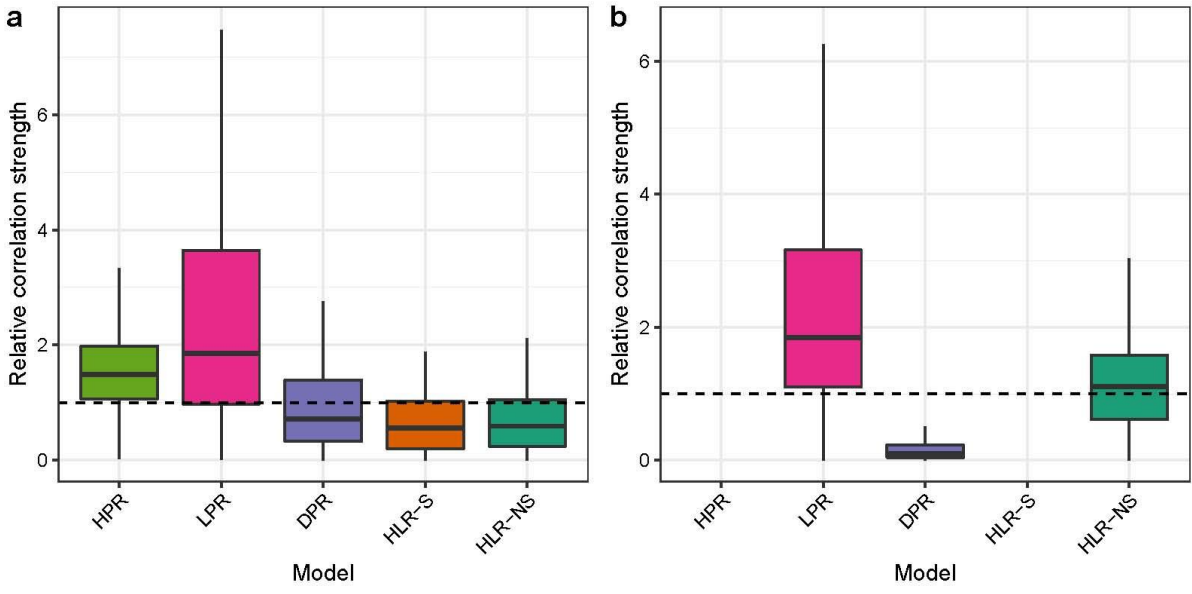 a
Relative correlation strength
6
4
2
0
HPR
LPR
DPR
HLR-S
HLR-NS
Model
b
Relative correlation strength
6
4
2
0
HPR
LPR
DPR
HLR-S
HLR-NS
Model